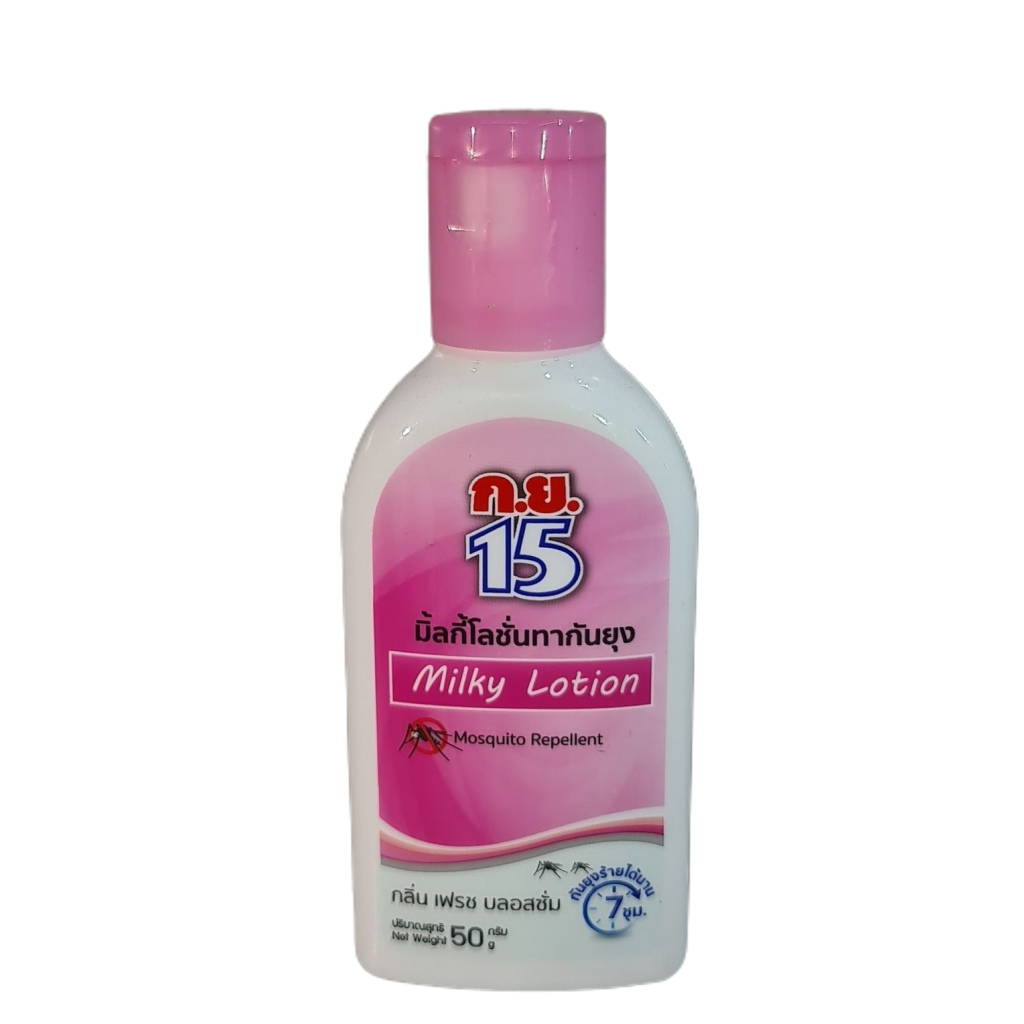 ก.ย.
15
มิ้ลกี้โลชั่นทากันยุง
Milky Lotion
Mosquito Repellent
กันยุงร้ายได้นาน
7 ชม.
กลิ่น เฟรช บลอสซั่ม
ปริมาณสุทธิ 50 กรัม
Net Weight g